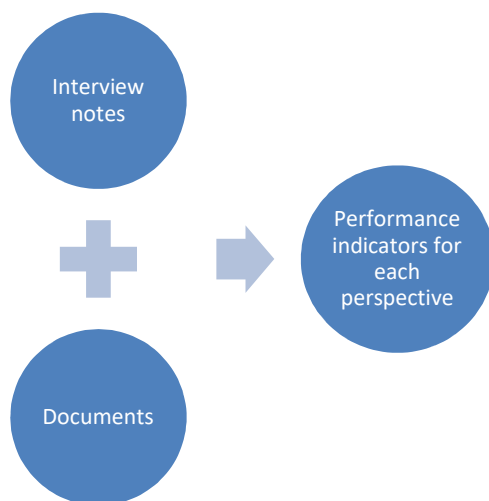 Interview
notes
Performance
indicators for
each
perspective
Documents